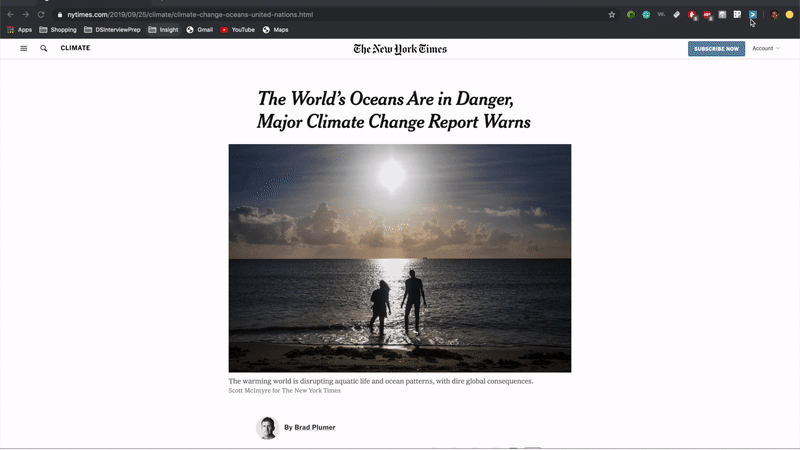 nytimes.com/2019/09/25/climate/climate-change-oceans-united-nations.html
Apps Shopping DSInterviewPrep Insight Gmail YouTube Maps
CLIMATE The New York Times SUBSCRIBE NOW Account
The World's Oceans Are in Danger,
Major Climate Change Report Warns
The warming world is disrupting aquatic life and ocean patterns, with dire global consequences.
Scott McIntyre for The New York Times
By Brad Plumer